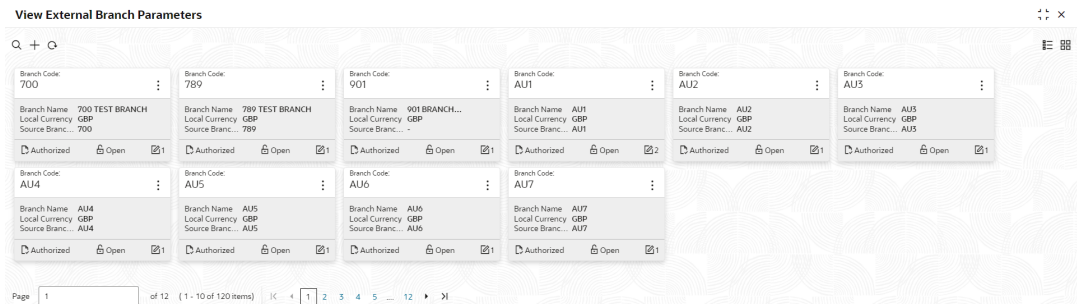 View External Branch Parameters
Branch Code:
700
Branch Name 700 TEST BRANCH
Local Currency GBP
Source Branc... 700
Authorized Open 1
Branch Code:
789
Branch Name 789 TEST BRANCH
Local Currency GBP
Source Branc... 789
Authorized Open 1
Branch Code:
901
Branch Name 901 BRANCH...
Local Currency GBP
Source Branc... -
Authorized Open 1
Branch Code:
AU1
Branch Name AU1
Local Currency GBP
Source Branc... AU1
Authorized Open 2
Branch Code:
AU2
Branch Name AU2
Local Currency GBP
Source Branc... AU2
Authorized Open 1
Branch Code:
AU3
Branch Name AU3
Local Currency GBP
Source Branc... AU3
Authorized Open 1
Branch Code:
AU4
Branch Name AU4
Local Currency GBP
Source Branc... AU4
Authorized Open 1
Branch Code:
AU5
Branch Name AU5
Local Currency GBP
Source Branc... AU5
Authorized Open 1
Branch Code:
AU6
Branch Name AU6
Local Currency GBP
Source Branc... AU6
Authorized Open 1
Branch Code:
AU7
Branch Name AU7
Local Currency GBP
Source Branc... AU7
Authorized Open 1
Page 1 of 12 (1 - 10 of 120 items) 1 2 3 4 5 ... 12